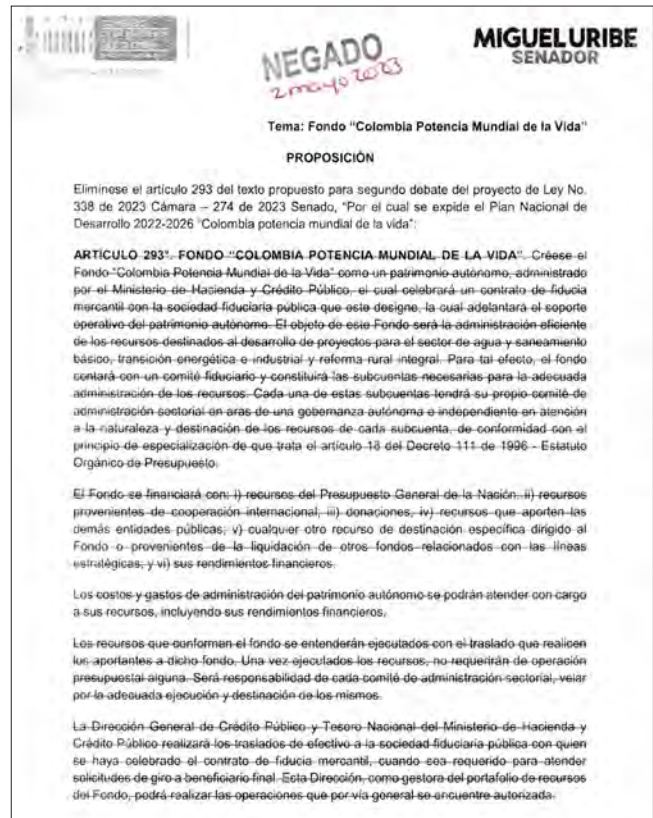 MIGUEL URIBE
SENADOR
NEGADO
2 mayo 2023
Tema: Fondo "Colombia Potencia Mundial de la Vida"
PROPOSICIÓN
Elimínese el artículo 293 del texto propuesto para segundo debate del proyecto de Ley No.
338 de 2023 Cámara – 274 de 2023 Senado, "Por el cual se expide el Plan Nacional de
Desarrollo 2022-2026 "Colombia potencia mundial de la vida":
ARTÍCULO 293°. FONDO "COLOMBIA POTENCIA MUNDIAL DE LA VIDA". Créese el
Fondo "Colombia Potencia Mundial de la Vida" como un patrimonio autónomo, administrado
por el Ministerio de Hacienda y Crédito Público, el cual celebrará un contrato de fiducia
mercantil con la sociedad fiduciaria pública que este designe, la cual adelantará el soporte
operativo del patrimonio autónomo. El objeto de este Fondo será la administración eficiente
de los recursos destinados al desarrollo de proyectos para el sector de agua y saneamiento
básico, transición energética e industrial y reforma rural integral. Para tal efecto, el fondo
contará con un comité fiduciario y constituirá las subcuentas necesarias para la adecuada
administración de los recursos. Cada una de estas subcuentas tendrá su propio comité de
administración sectorial en aras de una gobernanza autónoma e independiente en atención
a la naturaleza y destinación de los recursos de cada subcuenta, de conformidad con el
principio de especialización de que trata el artículo 18 del Decreto 111 de 1996 - Estatuto
Orgánico de Presupuesto.
El Fondo se financiará con: i) recursos del Presupuesto General de la Nación, ii) recursos
provenientes de cooperación internacional; iii) donaciones, iv) recursos que aporten las
demás entidades públicas; v) cualquier otro recurso de destinación específica dirigido al
Fondo o provenientes de la liquidación de otros fondos relacionados con las líneas
estratégicas; y vi) sus rendimientos financieros.
Los costos y gastos de administración del patrimonio autónomo se podrán atender con cargo
a sus recursos, incluyendo sus rendimientos financieros.
Los recursos que conforman el fondo se entenderán ejecutados con el traslado que realicen
los aportantes a dicho fondo. Una vez ejecutados los recursos, no requerirán de operación
presupuestal alguna. Será responsabilidad de cada comité de administración sectorial, velar
por la adecuada ejecución y destinación de los mismos.
La Dirección General de Crédito Público y Tesoro Nacional del Ministerio de Hacienda y
Crédito Público realizará los traslados de efectivo a la sociedad fiduciaria pública con quien
se haya celebrado el contrato de fiducia mercantil, cuando sea requerido para atender
solicitudes de giro a beneficiario final. Esta Dirección, como gestora del portafolio de recursos
del Fondo, podrá realizar las operaciones que por vía general se encuentre autorizada.